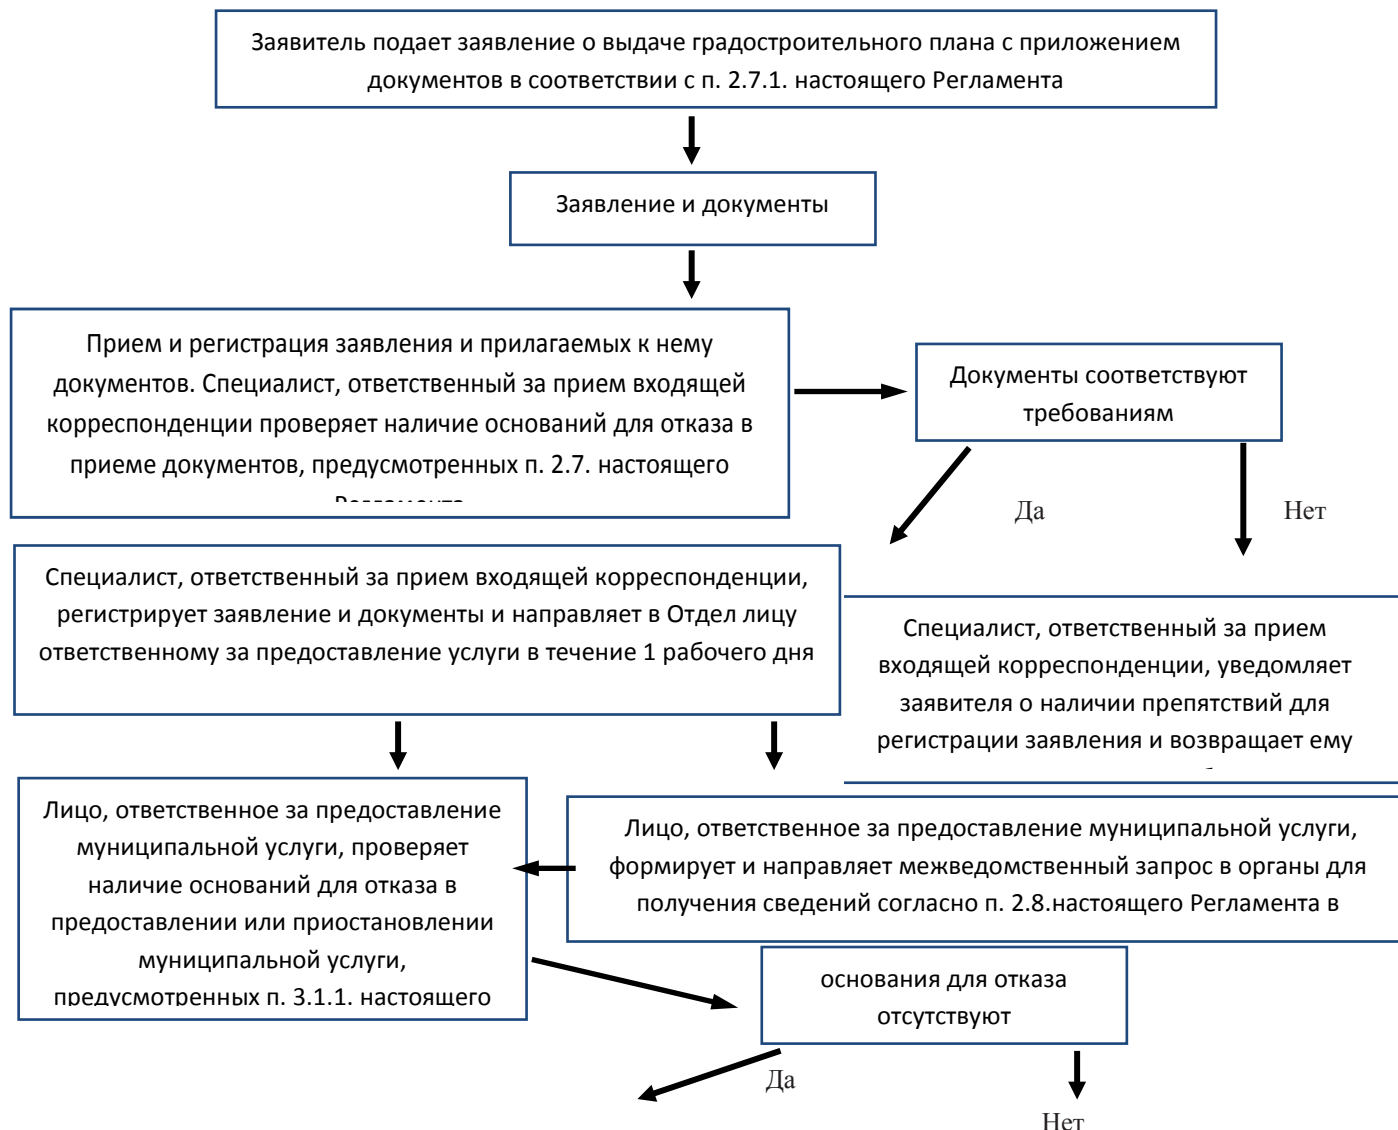 Заявитель подает заявление о выдаче градостроительного плана с приложением
документов в соответствии с п. 2.7.1. настоящего Регламента
Заявление и документы
Прием и регистрация заявления и прилагаемых к нему
документов. Специалист, ответственный за прием входящей
корреспонденции проверяет наличие оснований для отказа в
приеме документов, предусмотренных п. 2.7. настоящего
Документы соответствуют
требованиям
Да
Нет
Специалист, ответственный за прием входящей корреспонденции,
регистрирует заявление и документы и направляет в Отдел лицу
ответственному за предоставление услуги в течение 1 рабочего дня
Специалист, ответственный за прием
входящей корреспонденции, уведомляет
заявителя о наличии препятствий для
регистрации заявления и возвращает ему
Лицо, ответственное за предоставление
муниципальной услуги, проверяет
наличие оснований для отказа в
предоставлении или приостановлении
муниципальной услуги,
предусмотренных п. 3.1.1. настоящего
Лицо, ответственное за предоставление муниципальной услуги,
формирует и направляет межведомственный запрос в органы для
получения сведений согласно п. 2.8.настоящего Регламента в
основания для отказа
отсутствуют
Да
Нет